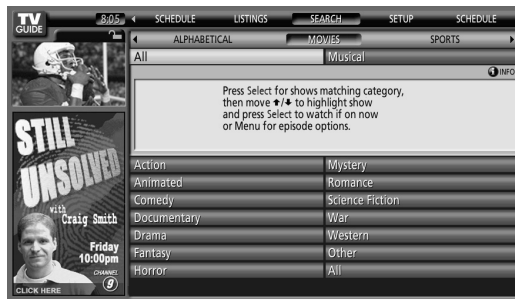 TV
GUIDE
8:05
SCHEDULE LISTINGS SEARCH SETUP SCHEDULE
ALPHABETICAL MOVIES SPORTS
All Musical
INFO
Press Select for shows matching category,
then move ↑/↓ to highlight show
and press Select to watch if on now
or Menu for episode options.
STILL
UNSOLVED
with
Craig Smith
Friday
10:00pm
CHANNEL
9
CLICK HERE
Action Mystery
Animated Romance
Comedy Science Fiction
Documentary War
Drama Western
Fantasy Other
Horror All